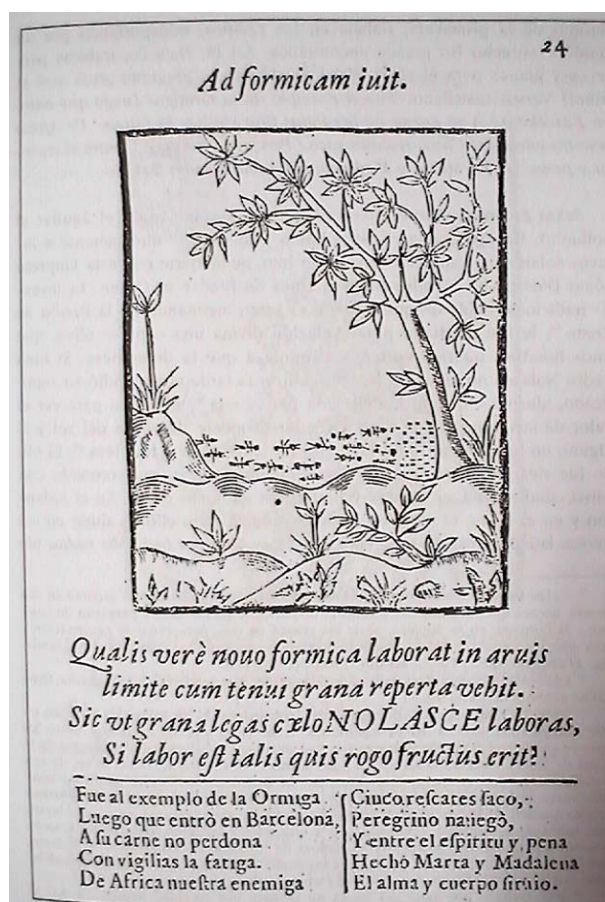 24
Ad formicam iuit.
Qualis verè nouo formica laborat in aruis
limite cum tenui grana reperta vehit.
Sic vt grana legas cælo NOLASCE laboras,
Si labor est talis quis rogo fructus erit?
Fue al exemplo de la Ormiga
Luego que entrò en Barcelona,
A su carne no perdona
Con vigilias la fatiga.
De Africa nuestra enemiga
rescates saco,
Peregrino nauegò,
Y entre el espiritu y pena
Hechò Marta y Madalena
El alma y cuerpo siruio.